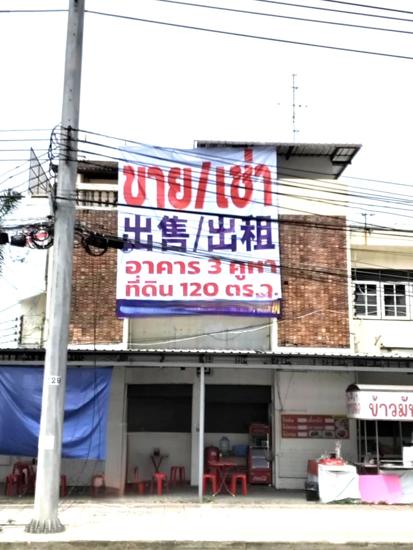 ขาย/เช่า
出售/出租
อาคาร 3 คูหา
ที่ดิน 120 ตร.ว.
29